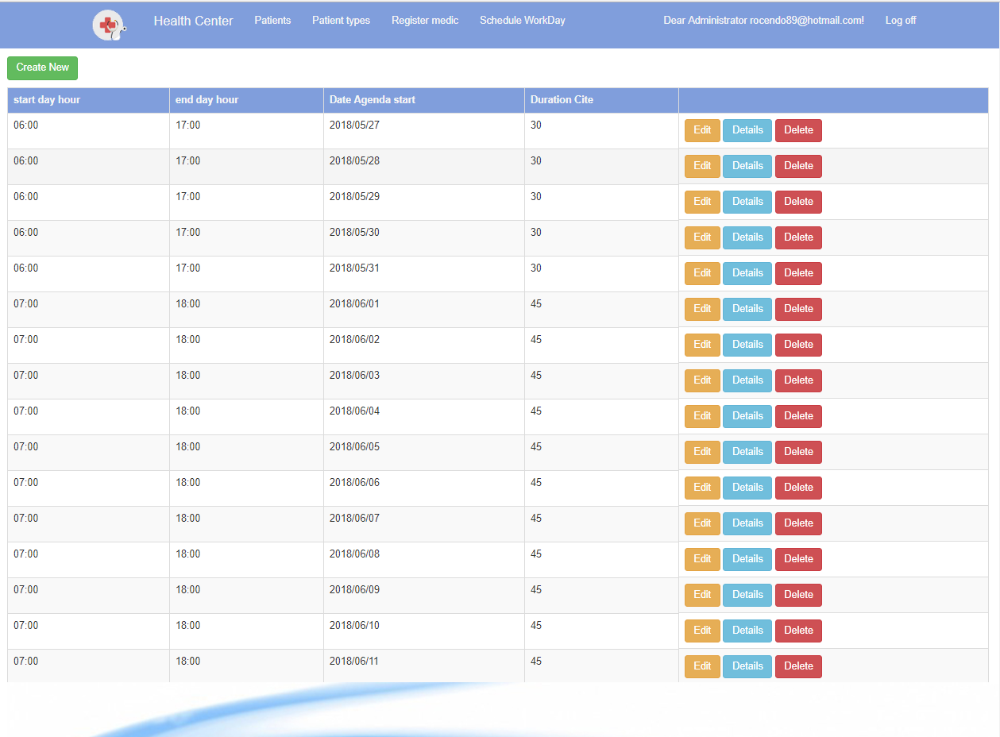 Health Center Patients Patient types Register medic Schedule WorkDay Dear Administrator rocendo89@hotmail.com! Log off
Create New
start day hour end day hour Date Agenda start Duration Cite
06:00 17:00 2018/05/27 30 Edit Details Delete
06:00 17:00 2018/05/28 30 Edit Details Delete
06:00 17:00 2018/05/29 30 Edit Details Delete
06:00 17:00 2018/05/30 30 Edit Details Delete
06:00 17:00 2018/05/31 30 Edit Details Delete
07:00 18:00 2018/06/01 45 Edit Details Delete
07:00 18:00 2018/06/02 45 Edit Details Delete
07:00 18:00 2018/06/03 45 Edit Details Delete
07:00 18:00 2018/06/04 45 Edit Details Delete
07:00 18:00 2018/06/05 45 Edit Details Delete
07:00 18:00 2018/06/06 45 Edit Details Delete
07:00 18:00 2018/06/07 45 Edit Details Delete
07:00 18:00 2018/06/08 45 Edit Details Delete
07:00 18:00 2018/06/09 45 Edit Details Delete
07:00 18:00 2018/06/10 45 Edit Details Delete
07:00 18:00 2018/06/11 45 Edit Details Delete